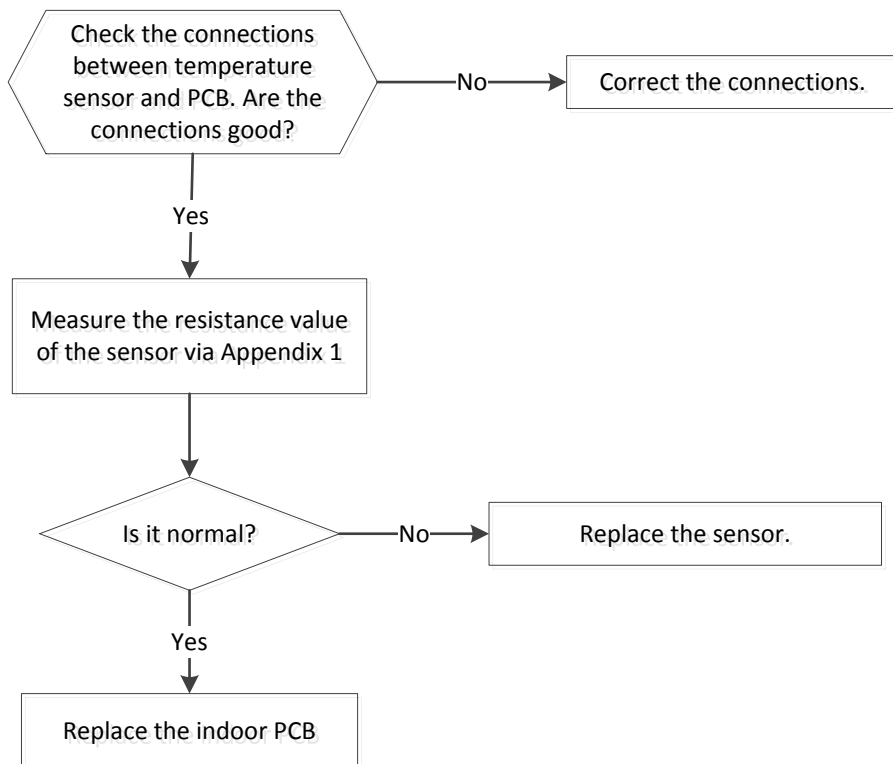 Check the connections
between temperature
sensor and PCB. Are the
connections good?
No
Correct the connections.
Yes
Measure the resistance value
of the sensor via Appendix 1
Is it normal?
No
Replace the sensor.
Yes
Replace the indoor PCB